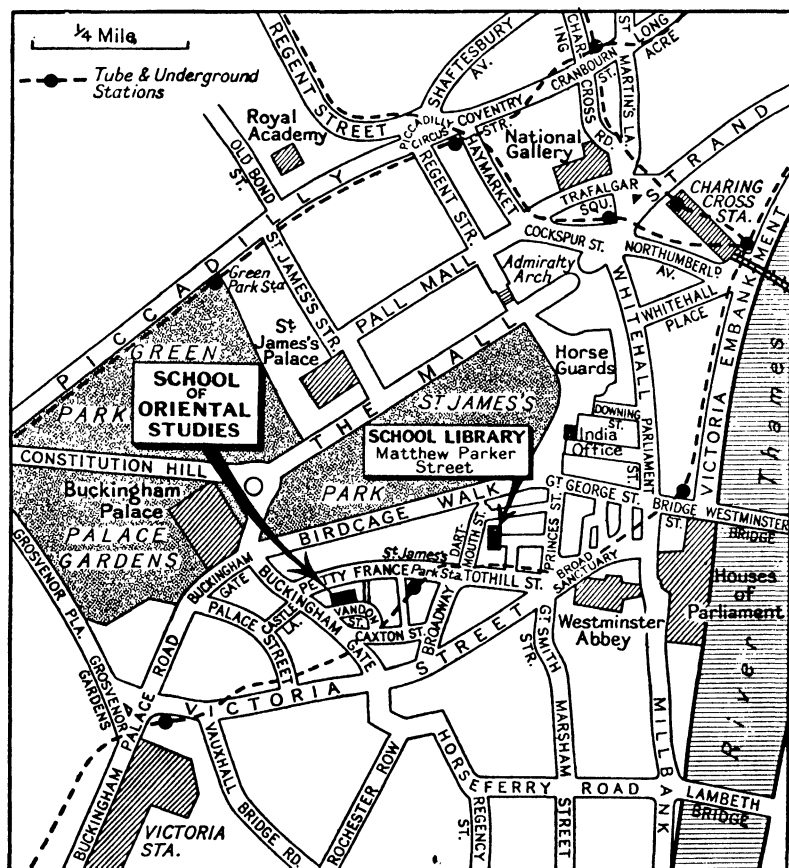 ¼ Mile
Tube & Underground
Stations
REGENT STREET
SHAFTESBURY
AV.
CHARING
CROSS RD.
CRANBOURN
ST.
ST MARTIN'S LA.
LONG
ACRE
COVENTRY
STR.
PICCADILLY
CIRCUS
Royal
Academy
OLD BOND
ST.
National
Gallery
HAYMARKET
REGENT STR.
TRAFALGAR
SQU.
STRAND
CHARING
CROSS
STA.
COCKSPUR ST.
NORTHUMBERLD
AV.
PICCADILLY
Green
Park Sta.
ST JAMES'S STR.
PALL MALL
Admiralty
Arch
WHITEHALL
WHITEHALL
PLACE
VICTORIA EMBANKMENT
St
James's
Palace
GREEN
PARK
THE MALL
Horse
Guards
SCHOOL
OF
ORIENTAL
STUDIES
ST JAMES'S
PARK
SCHOOL LIBRARY
Matthew Parker
Street
DOWNING
ST.
India
Office
PARLIAMENT
ST.
CONSTITUTION HILL
Buckingham
Palace
PALACE
GARDENS
BIRDCAGE WALK
GT GEORGE ST.
BRIDGE
ST.
WESTMINSTER
BRIDGE
DARTMOUTH ST.
PRINCES ST.
BROAD
SANCTUARY
GROSVENOR PLA.
BUCKINGHAM
GATE
PETTY FRANCE
St James's
Park Sta.
TOTHILL ST.
Houses
of
Parliament
BUCKINGHAM GATE
CASTLE
LA.
VANDON
ST.
CAXTON ST.
BROADWAY
PALACE STREET
Westminster
Abbey
GT SMITH
STR.
GROSVENOR
GARDENS
BUCKINGHAM PALACE ROAD
VICTORIA STREET
VAUXHALL
BRIDGE RD.
VICTORIA
STA.
ROCHESTER ROW
HORSEFERRY ROAD
REGENCY
ST.
MARSHAM
STREET
MILLBANK
LAMBETH
BRIDGE
River Thames